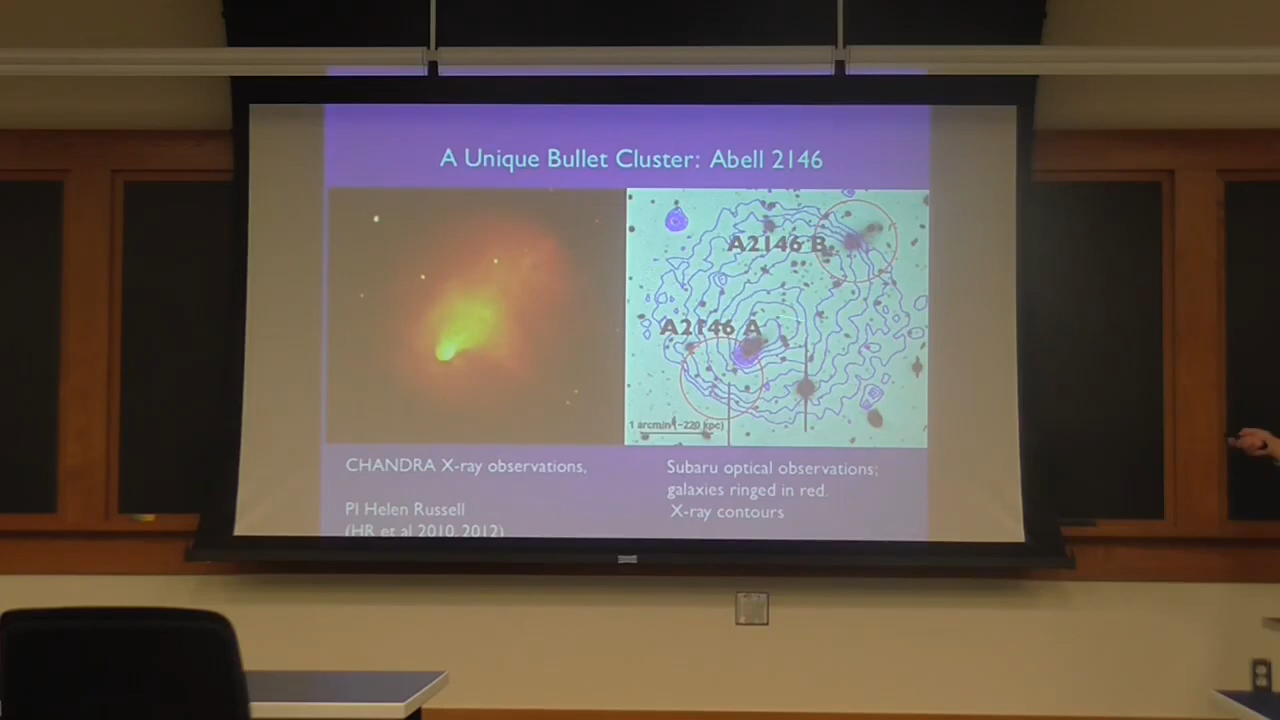 A Unique Bullet Cluster: Abell 2146
A2146 B
A2146 A
1 arcmin (~220 kpc)
CHANDRA X-ray observations,
PI Helen Russell
(HR et al 2010, 2012)
Subaru optical observations;
galaxies ringed in red.
X-ray contours